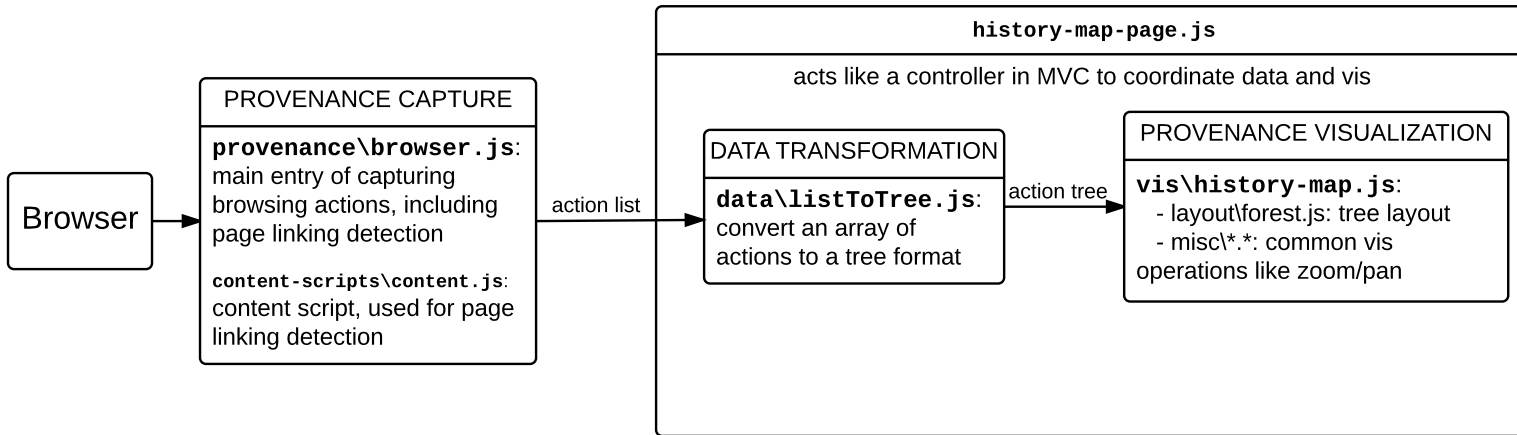 Browser
PROVENANCE CAPTURE
provenance\browser.js:
main entry of capturing
browsing actions, including
page linking detection
content-scripts\content.js:
content script, used for page
linking detection
action list
history-map-page.js
acts like a controller in MVC to coordinate data and vis
DATA TRANSFORMATION
data\listToTree.js:
convert an array of
actions to a tree format
action tree
PROVENANCE VISUALIZATION
vis\history-map.js:
- layout\forest.js: tree layout
- misc\*.*: common vis
operations like zoom/pan